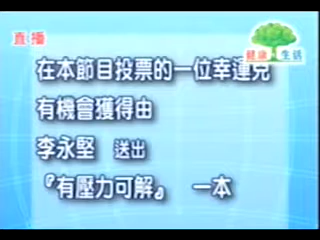 直播
健康生活
在本節目投票的一位幸運兒
有機會獲得由
李永堅 送出
『有壓力可解』 一本